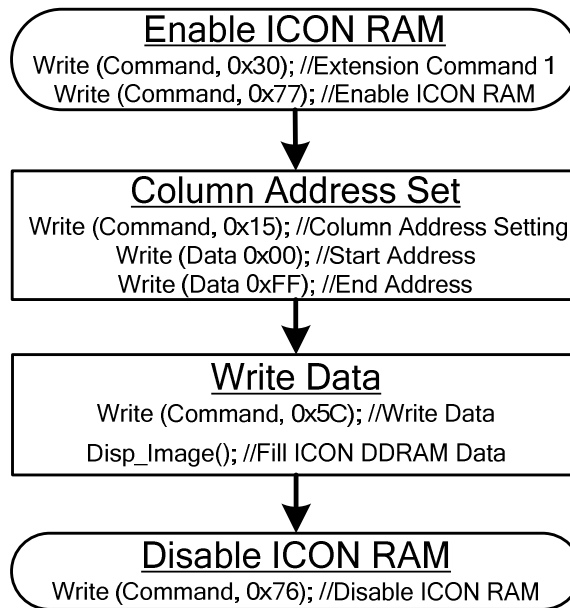 Enable ICON RAM
Write (Command, 0x30); //Extension Command 1
Write (Command, 0x77); //Enable ICON RAM
Column Address Set
Write (Command, 0x15); //Column Address Setting
Write (Data 0x00); //Start Address
Write (Data 0xFF); //End Address
Write Data
Write (Command, 0x5C); //Write Data
Disp_Image(); //Fill ICON DDRAM Data
Disable ICON RAM
Write (Command, 0x76); //Disable ICON RAM